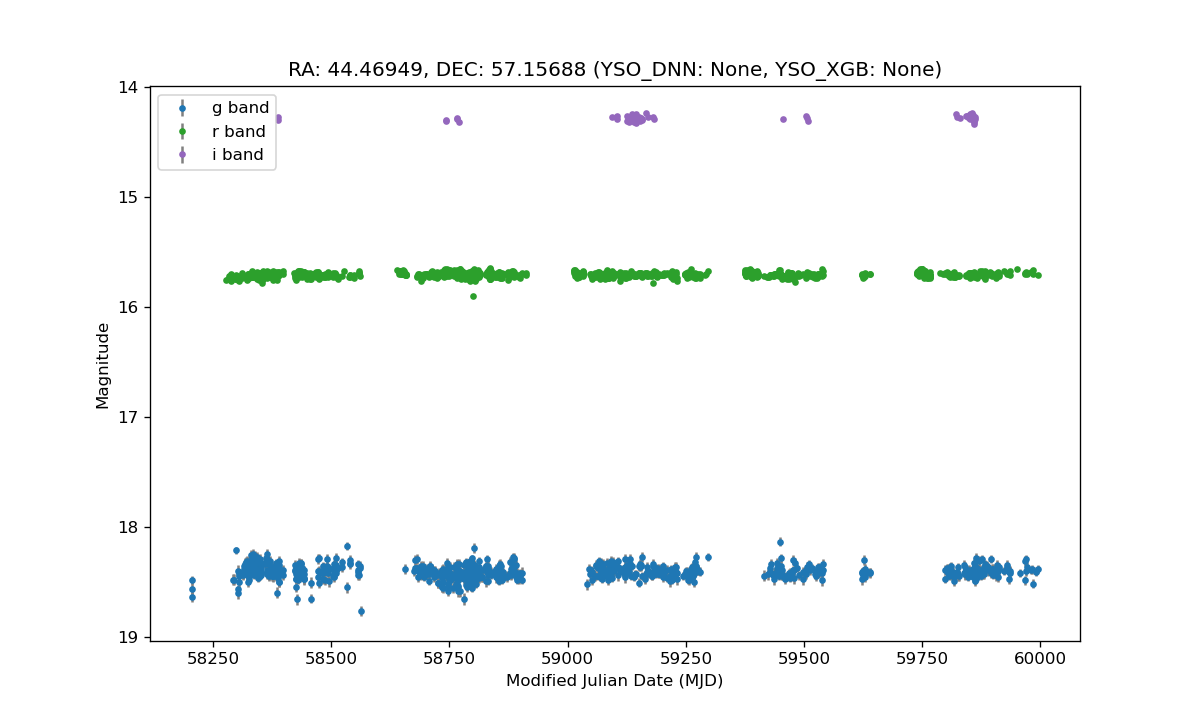 RA: 44.46949, DEC: 57.15688 (YSO_DNN: None, YSO_XGB: None)
g band
r band
i band
14
15
16
17
18
19
Magnitude
58250 58500 58750 59000 59250 59500 59750 60000
Modified Julian Date (MJD)